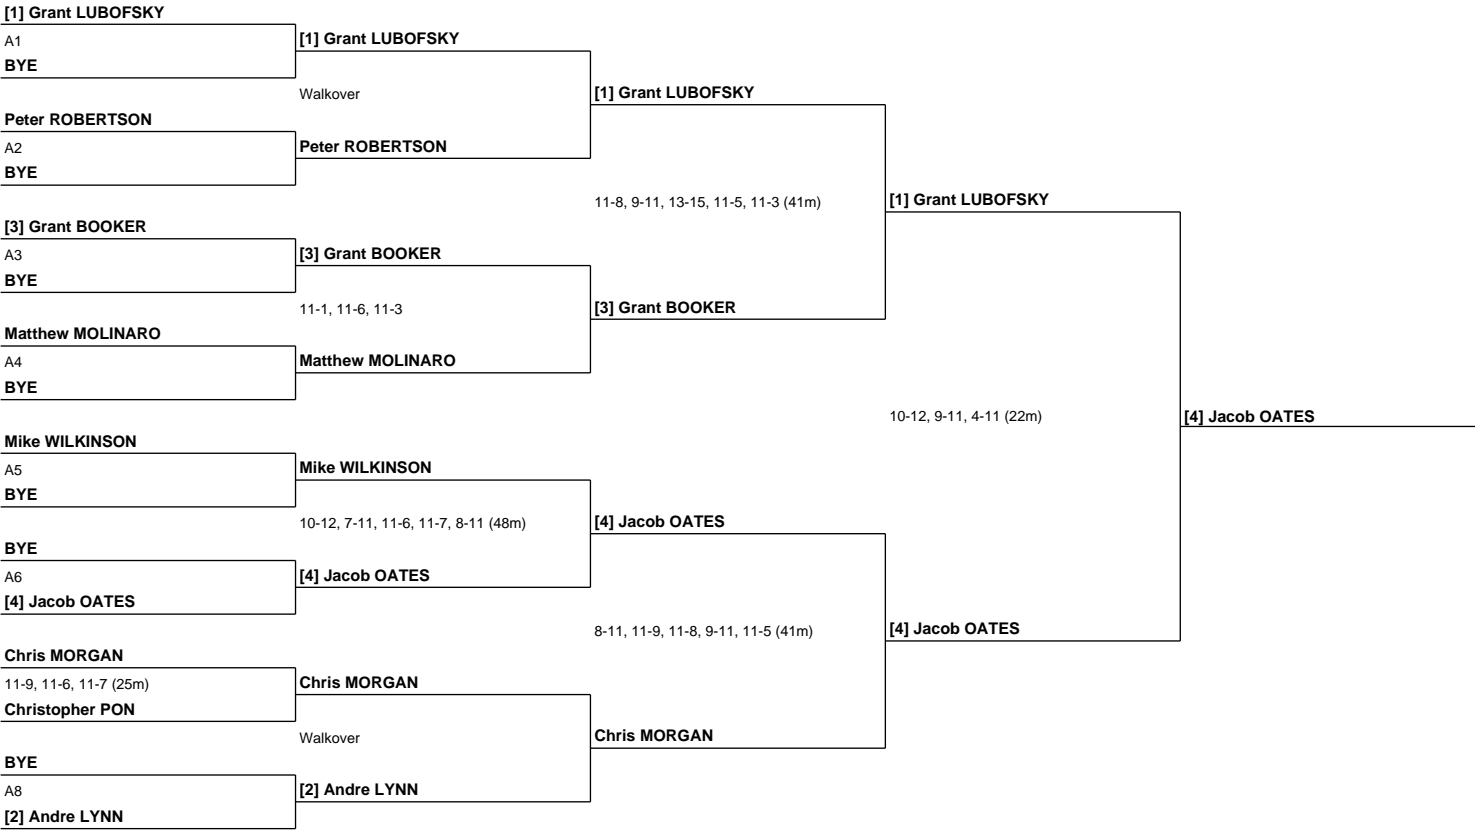 [1] Grant LUBOFSKY
A1
BYE
[1] Grant LUBOFSKY
Walkover
Peter ROBERTSON
A2
BYE
Peter ROBERTSON
[1] Grant LUBOFSKY
11-8, 9-11, 13-15, 11-5, 11-3 (41m)
[3] Grant BOOKER
A3
BYE
[3] Grant BOOKER
11-1, 11-6, 11-3
Matthew MOLINARO
A4
BYE
Matthew MOLINARO
[3] Grant BOOKER
[1] Grant LUBOFSKY
10-12, 9-11, 4-11 (22m)
[4] Jacob OATES
Mike WILKINSON
A5
BYE
Mike WILKINSON
10-12, 7-11, 11-6, 11-7, 8-11 (48m)
BYE
A6
[4] Jacob OATES
[4] Jacob OATES
[4] Jacob OATES
8-11, 11-9, 11-8, 9-11, 11-5 (41m)
[4] Jacob OATES
Chris MORGAN
11-9, 11-6, 11-7 (25m)
Christopher PON
Chris MORGAN
Walkover
BYE
A8
[2] Andre LYNN
[2] Andre LYNN
Chris MORGAN